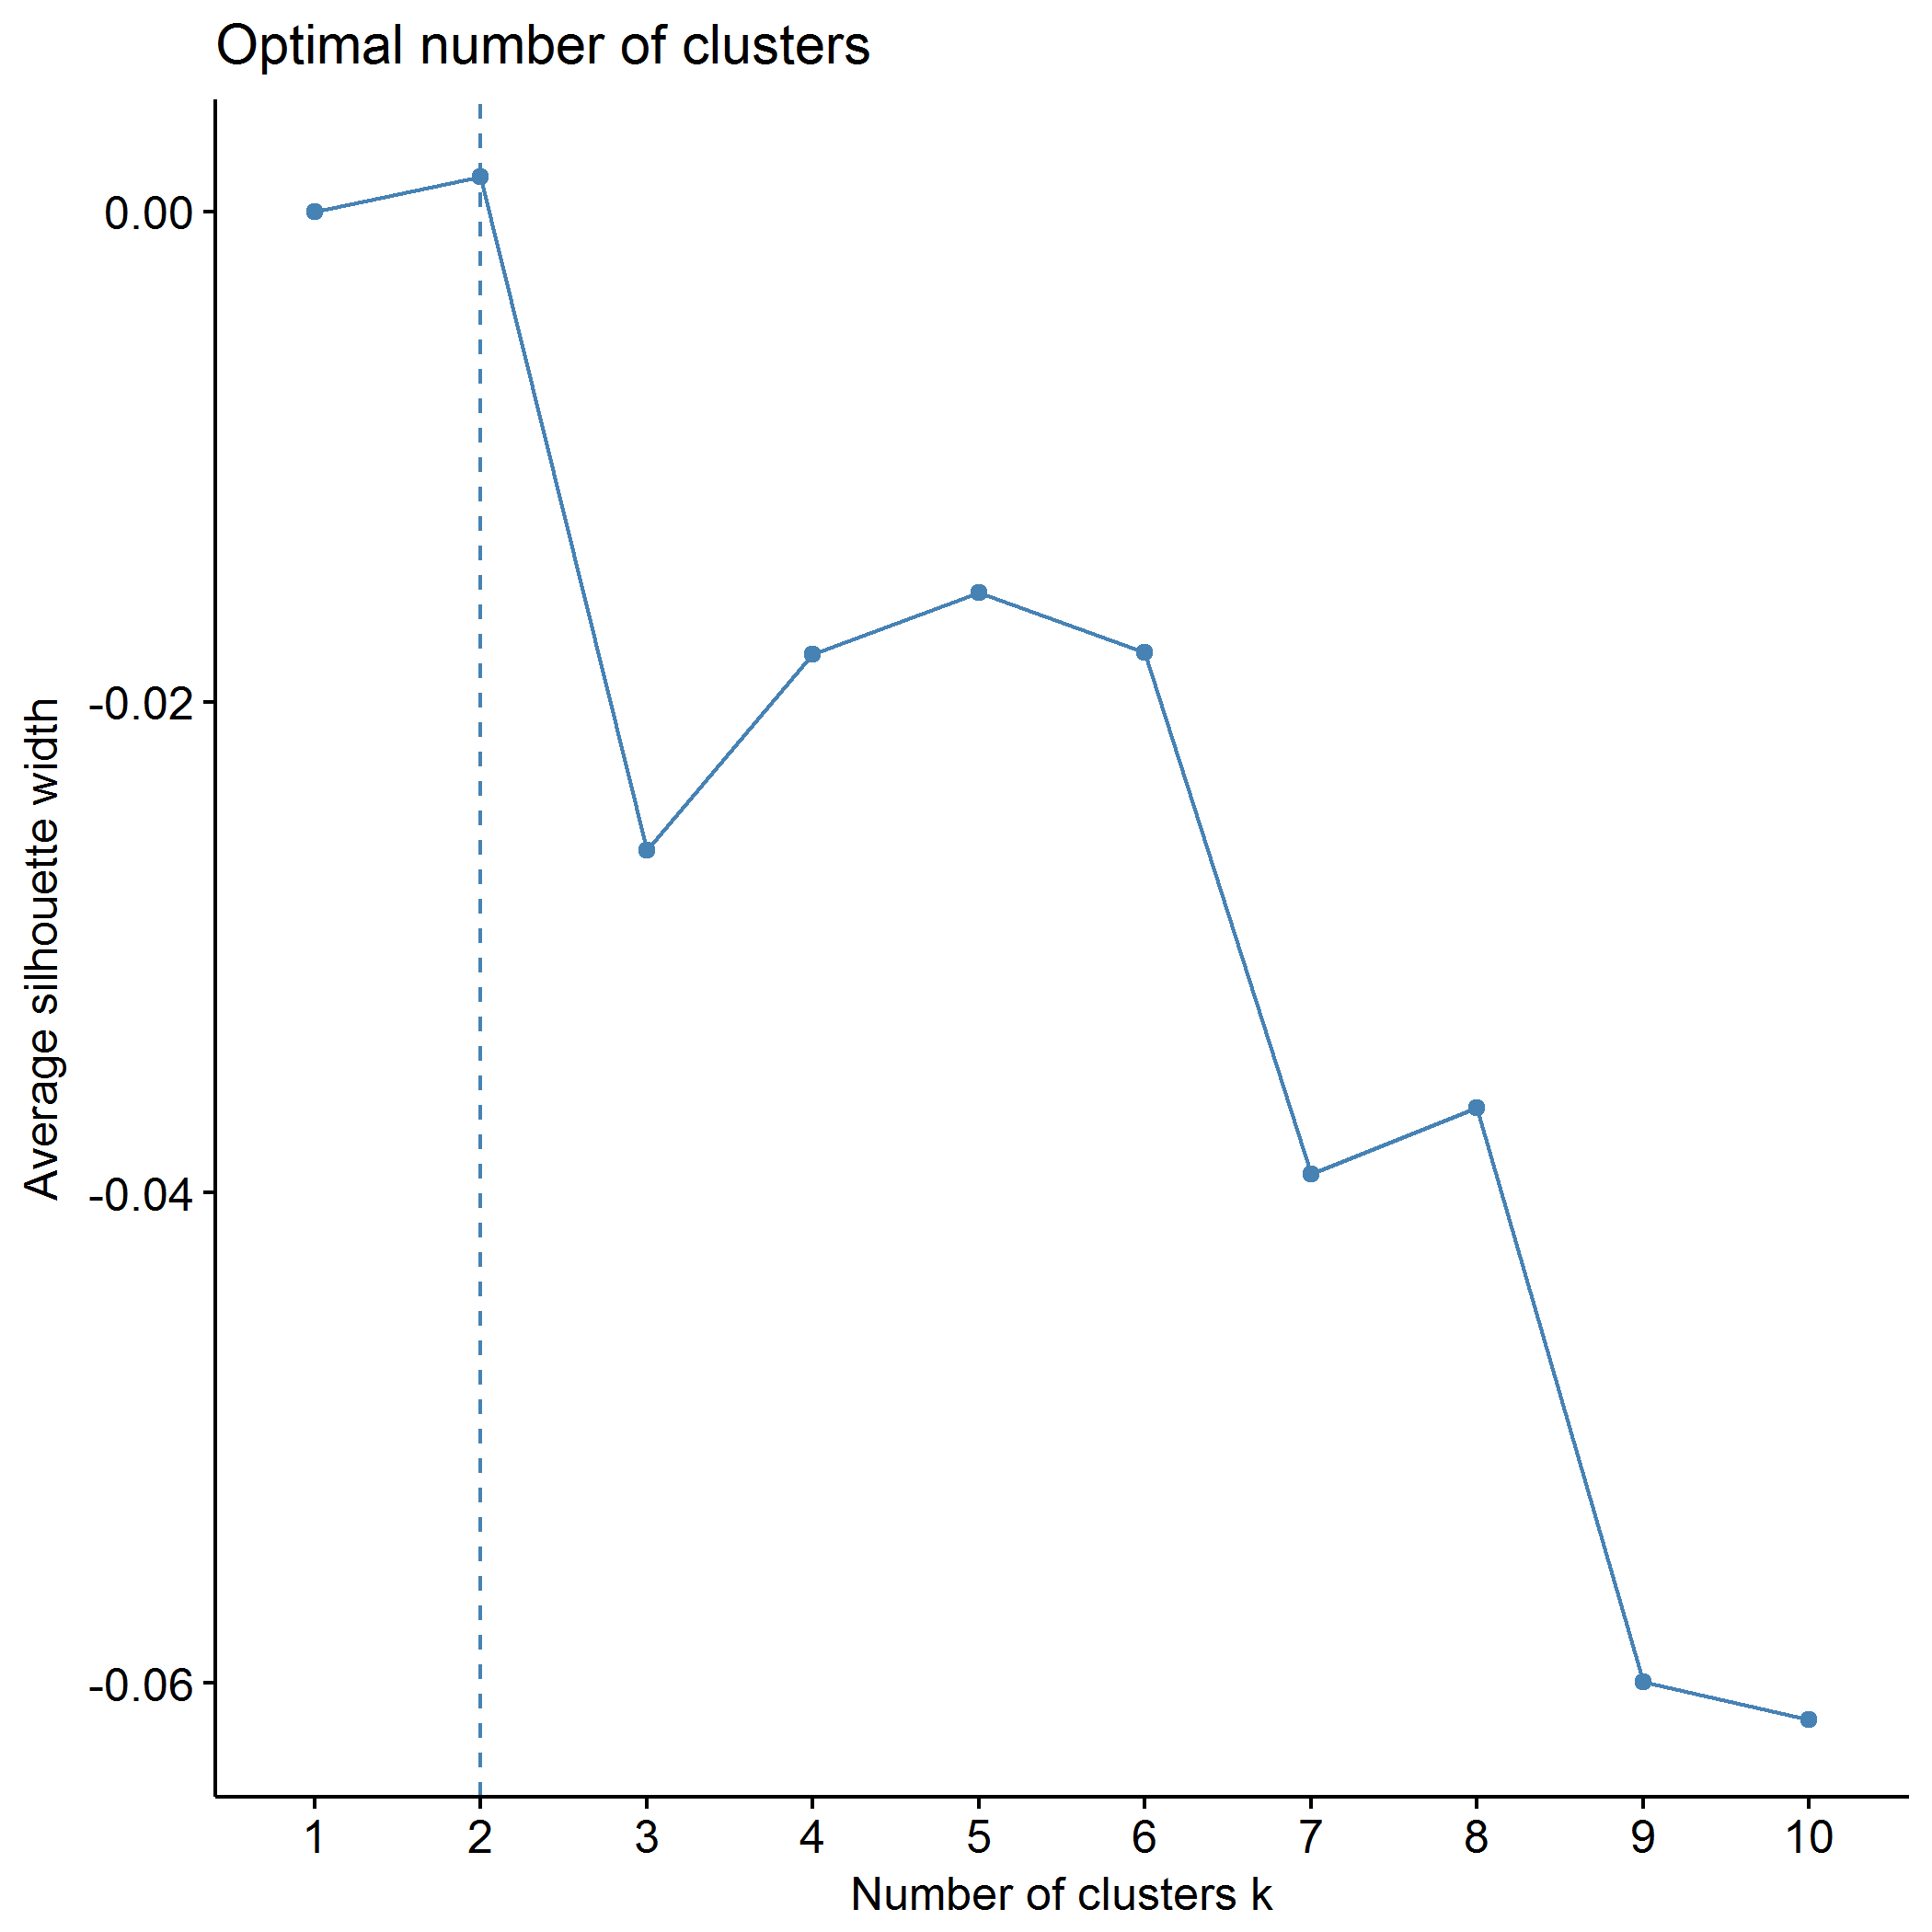 Optimal number of clusters
Average silhouette width
0.00
-0.02
-0.04
-0.06
1 2 3 4 5 6 7 8 9 10
Number of clusters k